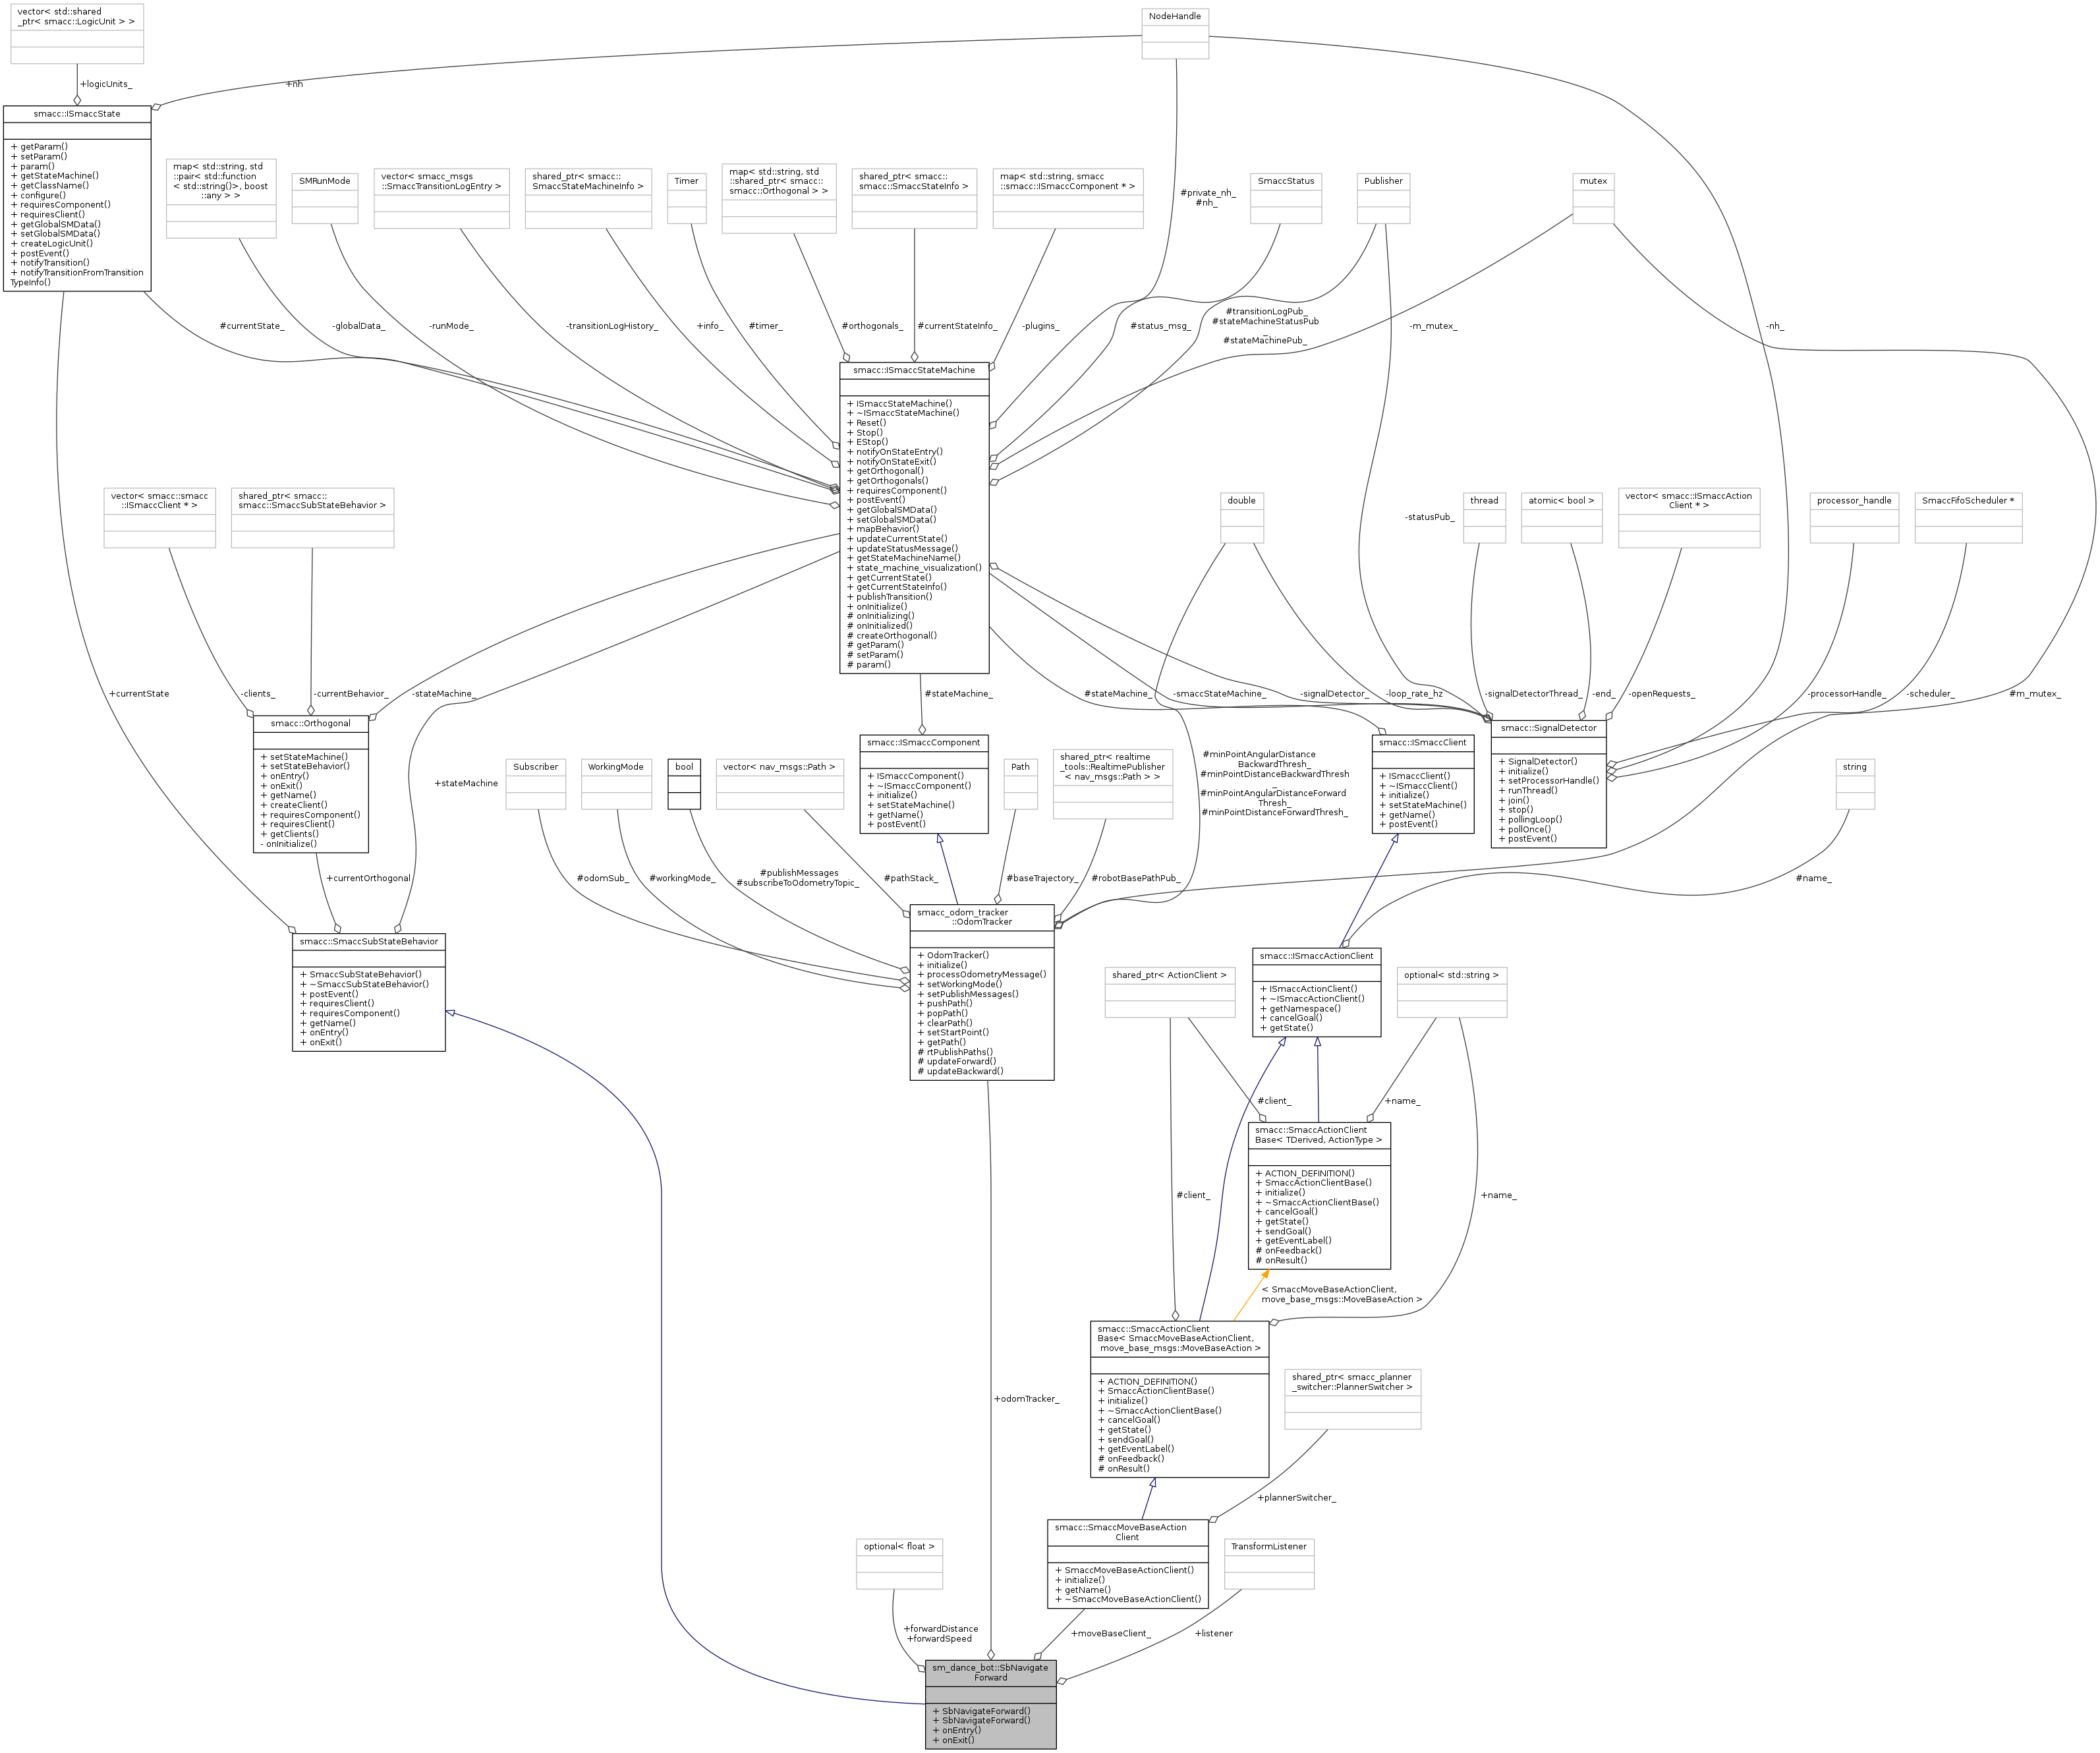 vector< std::shared
_ptr< smacc::LogicUnit > >
NodeHandle
+logicUnits_
+nh
smacc::ISmaccState
+ getParam()
+ setParam()
+ param()
+ getStateMachine()
+ getClassName()
+ configure()
+ requiresComponent()
+ requiresClient()
+ getGlobalSMData()
+ setGlobalSMData()
+ createLogicUnit()
+ postEvent()
+ notifyTransition()
+ notifyTransitionFromTransition
TypeInfo()
map< std::string, std
::pair< std::function
< std::string()>, boost
::any > >
SMRunMode
vector< smacc_msgs
::SmaccTransitionLogEntry >
shared_ptr< smacc::
SmaccStateMachineInfo >
Timer
map< std::string, std
::shared_ptr< smacc::
smacc::Orthogonal > >
shared_ptr< smacc::
smacc::SmaccStateInfo >
map< std::string, smacc
::smacc::ISmaccComponent * >
#private_nh_
#nh_
SmaccStatus
Publisher
mutex
#currentState_
-globalData_
-runMode_
-transitionLogHistory_
+info_
#timer_
#orthogonals_
#currentStateInfo_
-plugins_
#status_msg_
#transitionLogPub_
#stateMachineStatusPub
_
#stateMachinePub_
-m_mutex_
-nh_
smacc::ISmaccStateMachine
+ ISmaccStateMachine()
+ ~ISmaccStateMachine()
+ Reset()
+ Stop()
+ EStop()
+ notifyOnStateEntry()
+ notifyOnStateExit()
+ getOrthogonal()
+ getOrthogonals()
+ requiresComponent()
+ postEvent()
+ getGlobalSMData()
+ setGlobalSMData()
+ mapBehavior()
+ updateCurrentState()
+ updateStatusMessage()
+ getStateMachineName()
+ state_machine_visualization()
+ getCurrentState()
+ getCurrentStateInfo()
+ publishTransition()
+ onInitialize()
# onInitializing()
# onInitialized()
# createOrthogonal()
# getParam()
# setParam()
# param()
vector< smacc::smacc
::ISmaccClient * >
shared_ptr< smacc::
smacc::SmaccSubStateBehavior >
double
-statusPub_
thread
atomic< bool >
vector< smacc::ISmaccAction
Client * >
processor_handle
SmaccFifoScheduler *
+currentState
-clients_
-currentBehavior_
-stateMachine_
#stateMachine_
#stateMachine_
-smaccStateMachine_
-signalDetector_
-loop_rate_hz
-signalDetectorThread_
-end_
-openRequests_
-processorHandle_
-scheduler_
#m_mutex_
smacc::Orthogonal
+ setStateMachine()
+ setStateBehavior()
+ onEntry()
+ onExit()
+ getName()
+ createClient()
+ requiresComponent()
+ requiresClient()
+ getClients()
- onInitialize()
+stateMachine
Subscriber
WorkingMode
bool
vector< nav_msgs::Path >
smacc::ISmaccComponent
+ ISmaccComponent()
+ ~ISmaccComponent()
+ initialize()
+ setStateMachine()
+ getName()
+ postEvent()
Path
shared_ptr< realtime
_tools::RealtimePublisher
< nav_msgs::Path > >
#minPointAngularDistance
BackwardThresh_
#minPointDistanceBackwardThresh
_
#minPointAngularDistanceForward
Thresh_
#minPointDistanceForwardThresh_
smacc::ISmaccClient
+ ISmaccClient()
+ ~ISmaccClient()
+ initialize()
+ setStateMachine()
+ getName()
+ postEvent()
smacc::SignalDetector
+ SignalDetector()
+ initialize()
+ setProcessorHandle()
+ runThread()
+ join()
+ stop()
+ pollingLoop()
+ pollOnce()
+ postEvent()
string
+currentOrthogonal
#odomSub_
#workingMode_
#publishMessages
#subscribeToOdometryTopic_
#pathStack_
#baseTrajectory_
#robotBasePathPub_
#name_
smacc::SmaccSubStateBehavior
+ SmaccSubStateBehavior()
+ ~SmaccSubStateBehavior()
+ postEvent()
+ requiresClient()
+ requiresComponent()
+ getName()
+ onEntry()
+ onExit()
smacc_odom_tracker
::OdomTracker
+ OdomTracker()
+ initialize()
+ processOdometryMessage()
+ setWorkingMode()
+ setPublishMessages()
+ pushPath()
+ popPath()
+ clearPath()
+ setStartPoint()
+ getPath()
# rtPublishPaths()
# updateForward()
# updateBackward()
shared_ptr< ActionClient >
smacc::ISmaccActionClient
+ ISmaccActionClient()
+ ~ISmaccActionClient()
+ getNamespace()
+ cancelGoal()
+ getState()
optional< std::string >
#client_
+name_
smacc::SmaccActionClient
Base< TDerived, ActionType >
+ ACTION_DEFINITION()
+ SmaccActionClientBase()
+ initialize()
+ ~SmaccActionClientBase()
+ cancelGoal()
+ getState()
+ sendGoal()
+ getEventLabel()
# onFeedback()
# onResult()
#client_
+name_
< SmaccMoveBaseActionClient,
move_base_msgs::MoveBaseAction >
smacc::SmaccActionClient
Base< SmaccMoveBaseActionClient,
move_base_msgs::MoveBaseAction >
+ ACTION_DEFINITION()
+ SmaccActionClientBase()
+ initialize()
+ ~SmaccActionClientBase()
+ cancelGoal()
+ getState()
+ sendGoal()
+ getEventLabel()
# onFeedback()
# onResult()
shared_ptr< smacc_planner
_switcher::PlannerSwitcher >
+odomTracker_
+plannerSwitcher_
optional< float >
smacc::SmaccMoveBaseAction
Client
+ SmaccMoveBaseActionClient()
+ initialize()
+ getName()
+ ~SmaccMoveBaseActionClient()
TransformListener
+forwardDistance
+forwardSpeed
+moveBaseClient_
+listener
sm_dance_bot::SbNavigate
Forward
+ SbNavigateForward()
+ SbNavigateForward()
+ onEntry()
+ onExit()